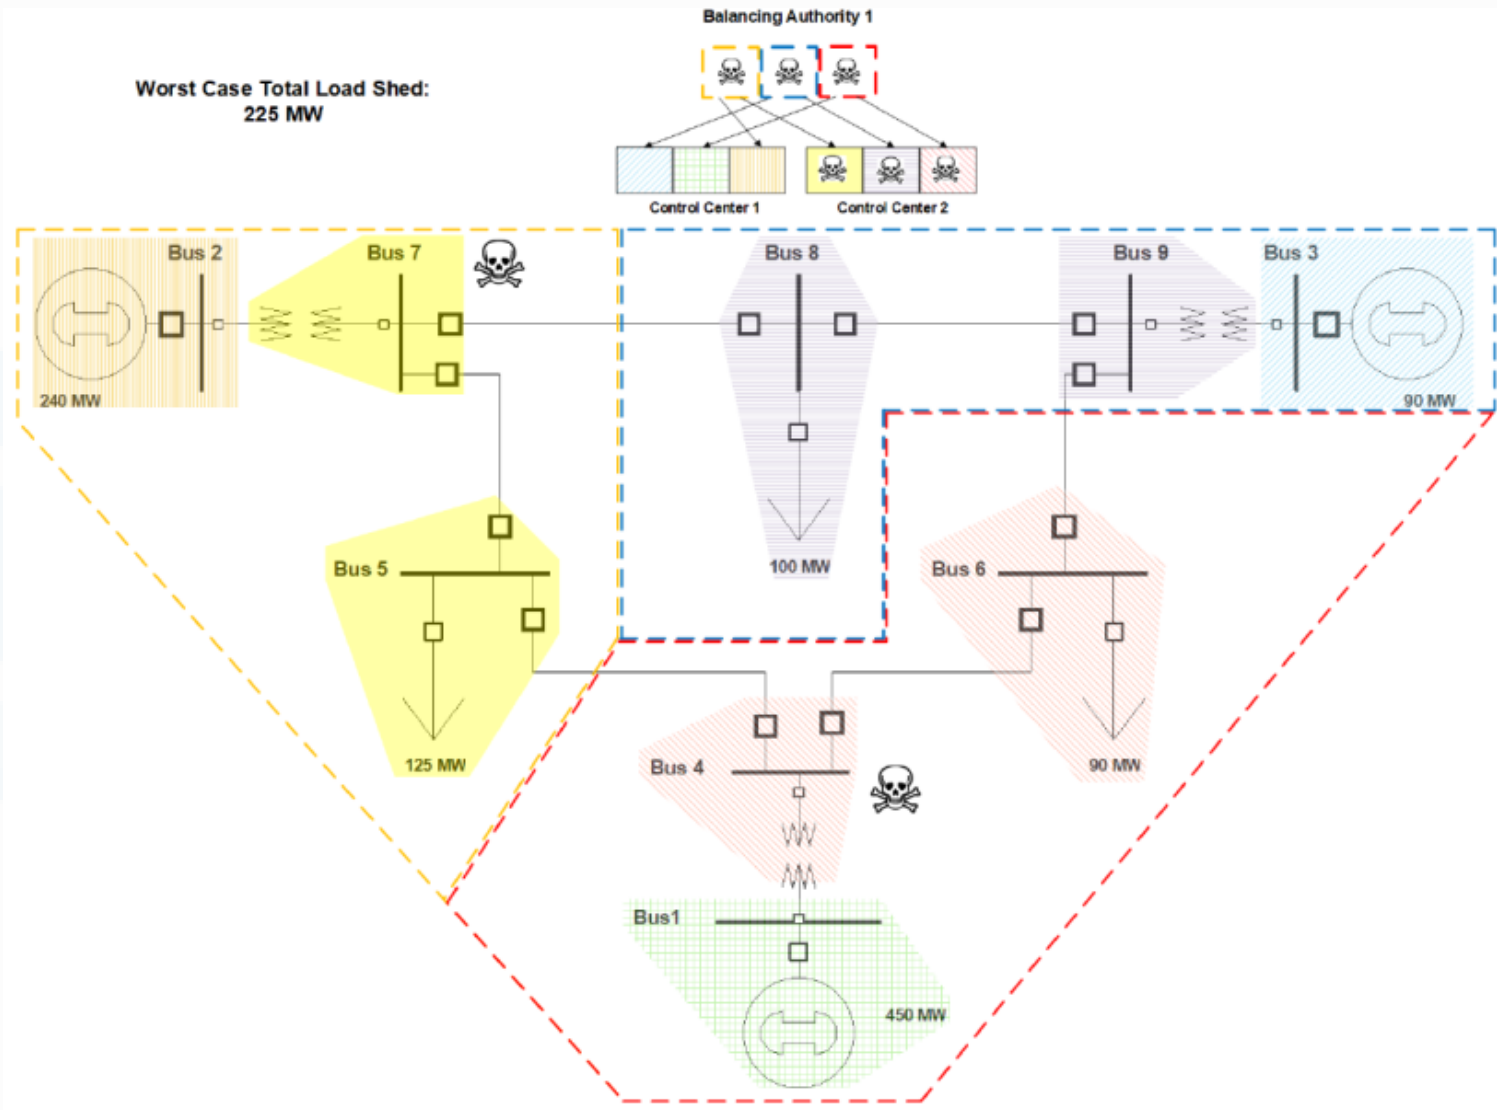 Balancing Authority 1
Worst Case Total Load Shed:
225 MW
Control Center 1
Control Center 2
Bus 2
Bus 7
Bus 8
Bus 9
Bus 3
240 MW
90 MW
Bus 5
100 MW
Bus 6
125 MW
Bus 4
90 MW
Bus1
450 MW